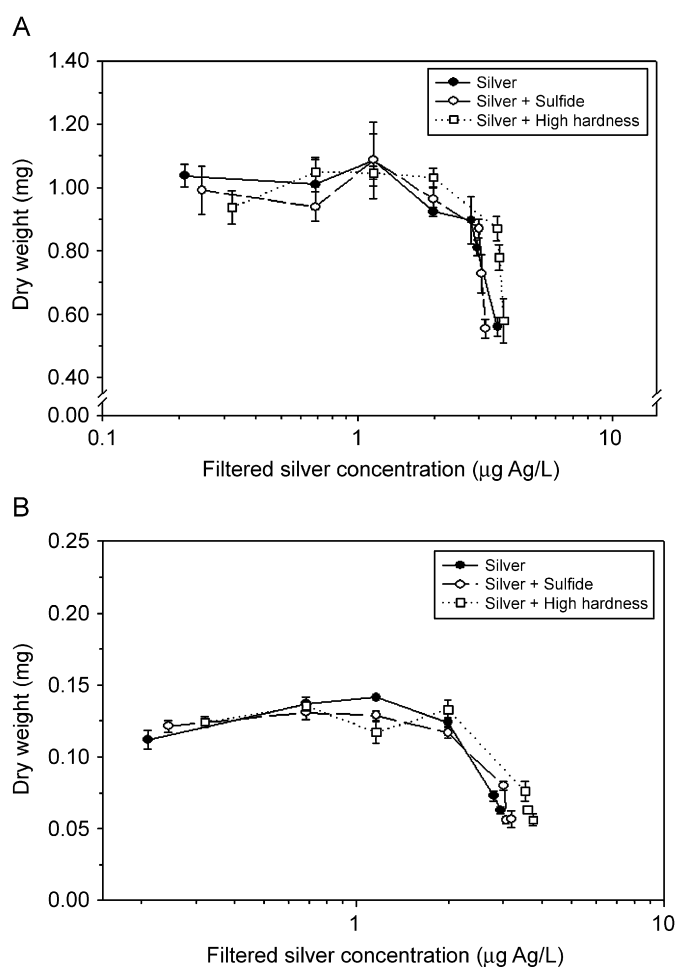 A
1.40
1.20
1.00
0.80
0.60
0.40
0.00
Dry weight (mg)
Silver
Silver + Sulfide
Silver + High hardness
0.1 1 10
Filtered silver concentration (μg Ag/L)
B
0.25
0.20
0.15
0.10
0.05
0.00
Dry weight (mg)
Silver
Silver + Sulfide
Silver + High hardness
1 10
Filtered silver concentration (μg Ag/L)